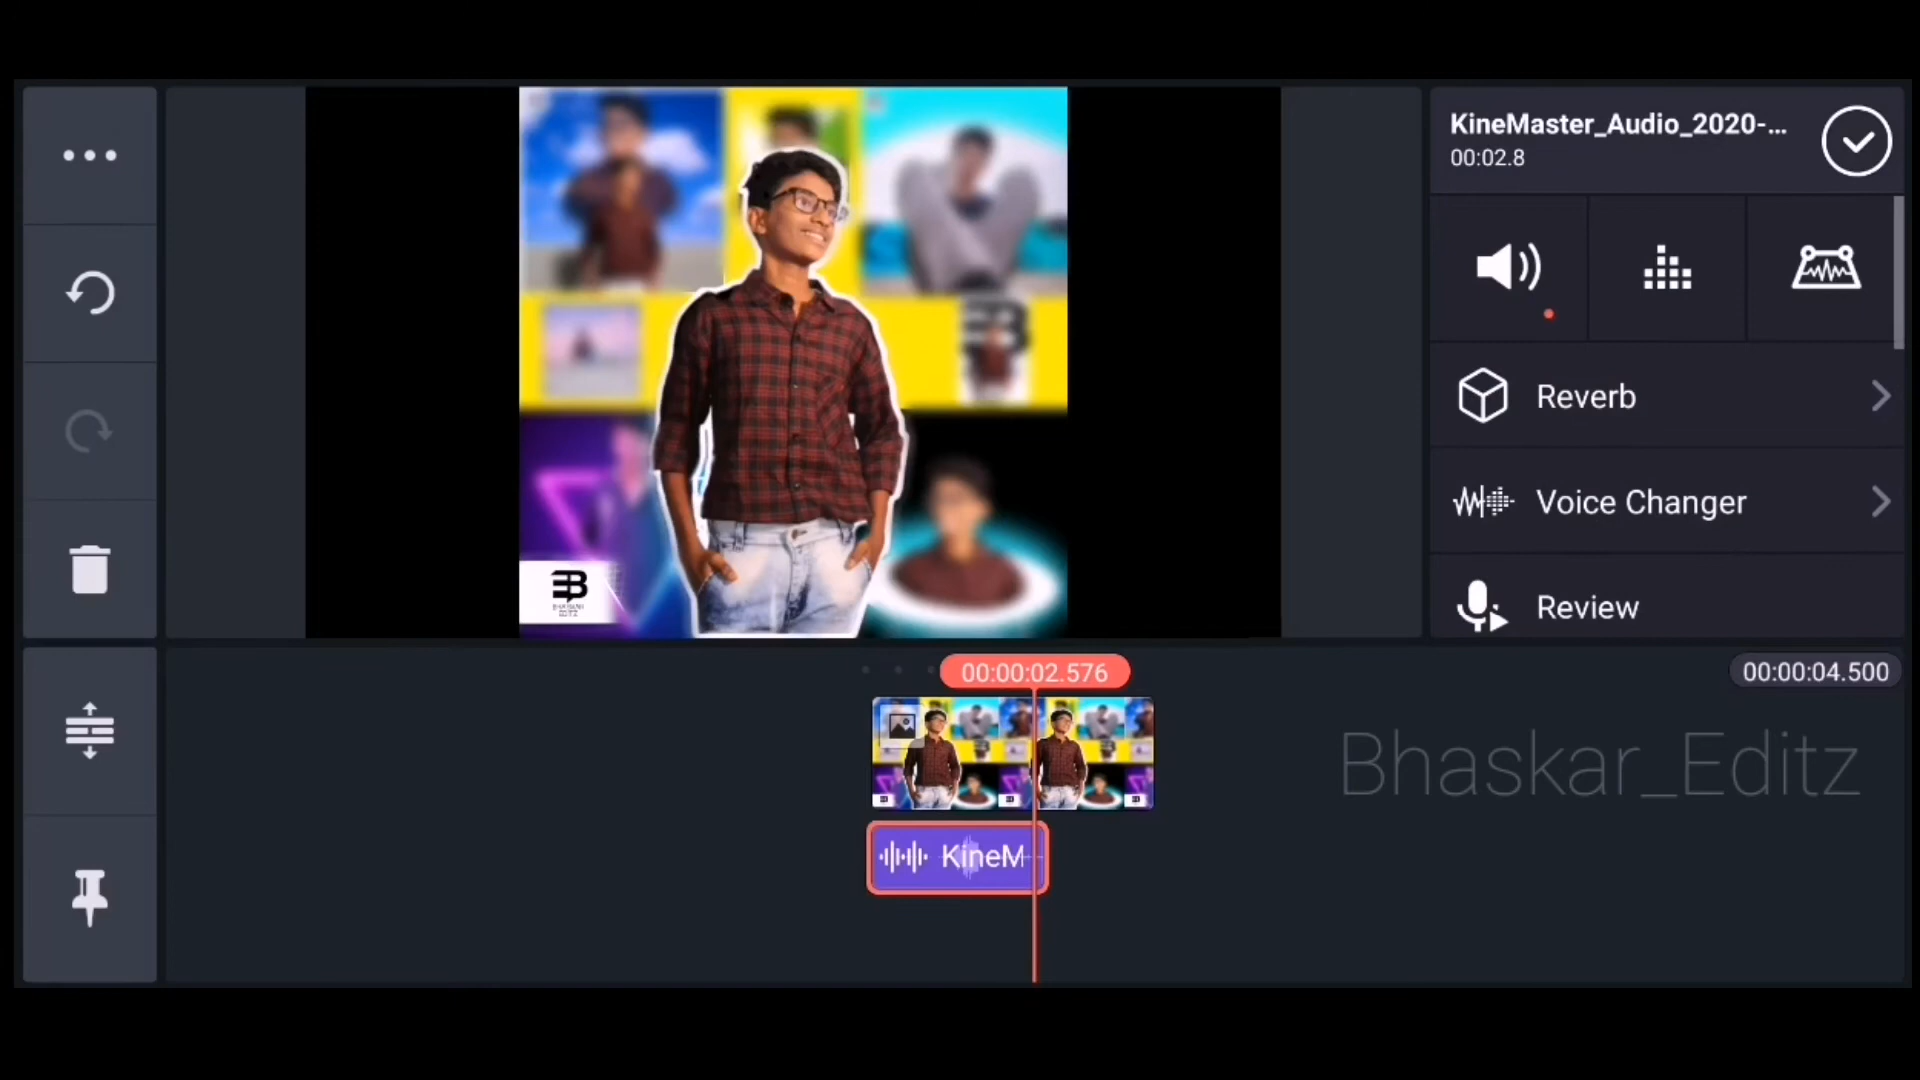 KineMaster_Audio_2020-...
00:02.8
Reverb
Voice Changer
Review
00:00:02.576
00:00:04.500
Bhaskar_Editz
KineM